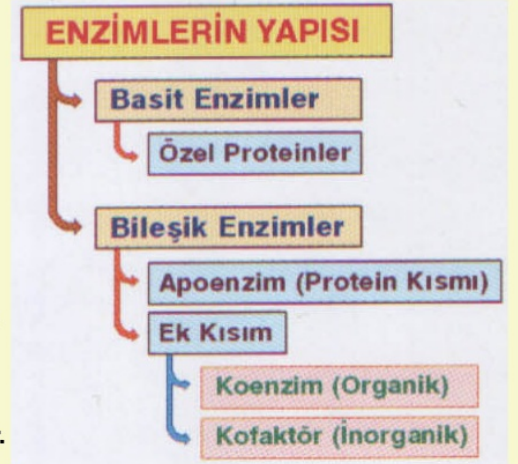 ENZİMLERİN YAPISI
Basit Enzimler
Özel Proteinler
Bileşik Enzimler
Apoenzim (Protein Kısmı)
Ek Kısım
Koenzim (Organik)
Kofaktör (İnorganik)